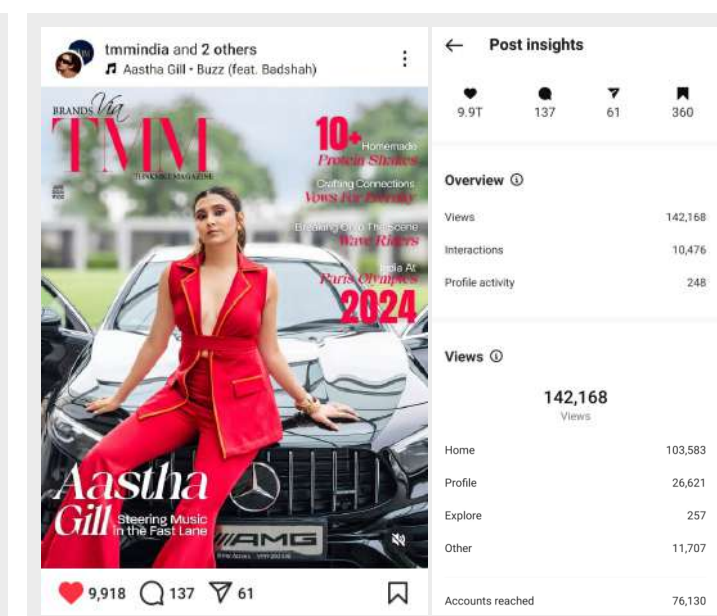 tmmindia and 2 others
Aastha Gill • Buzz (feat. Badshah)
BRANDS Via
TMM
10+
Homemade
Protein Shakes
Crafting Connections
Vows For Eternity
Breaking Onto The Scene
Wave Riders
India At
Paris Olympics
2024
Aastha
Gill
Steering Music
in the Fast Lane
AMG
9,918
137
61
Post insights
9.9T
137
61
360
Overview
Views 142,168
Interactions 10,476
Profile activity 248
Views
142,168
Views
Home 103,583
Profile 26,621
Explore 257
Other 11,707
Accounts reached 76,130